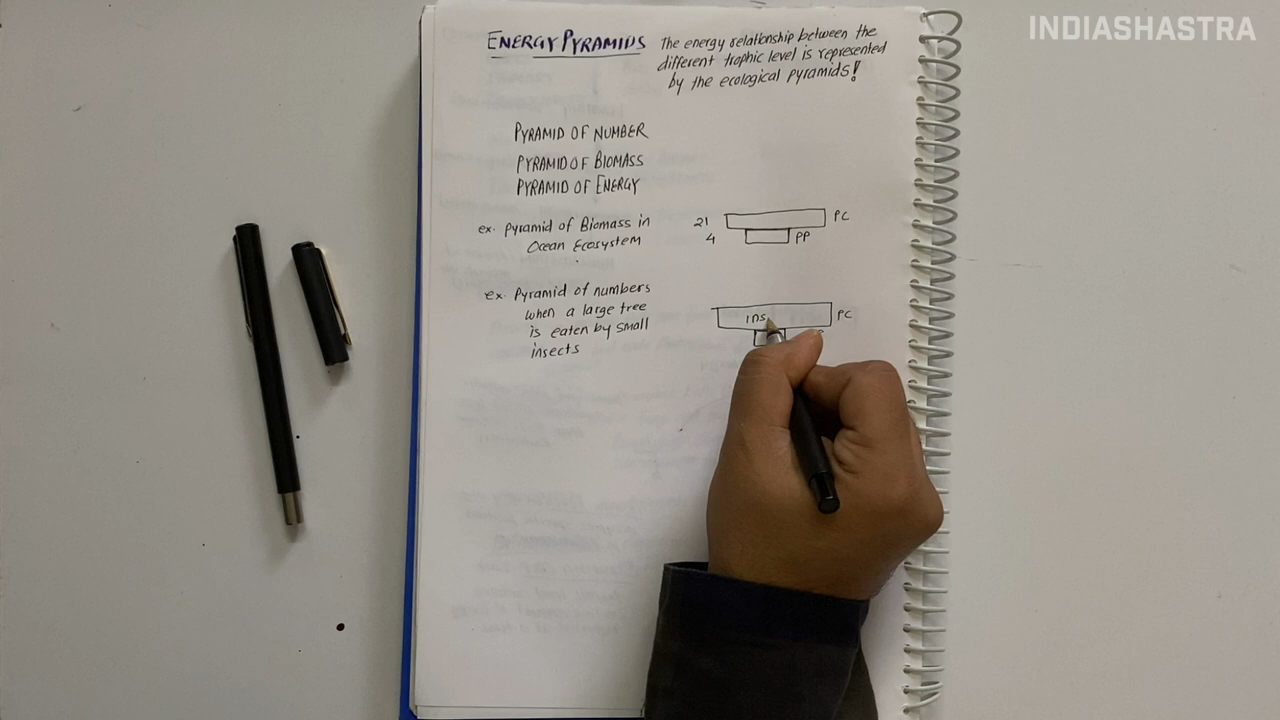 INDIASHASTRA
ENERGY PYRAMIDS
The energy relationship between the
different trophic level is represented
by the ecological pyramids!
PYRAMID OF NUMBER
PYRAMID OF BIOMASS
PYRAMID OF ENERGY
ex. Pyramid of Biomass in
Ocean Ecosystem
21 PC
4 PP
ex. Pyramid of numbers
when a large tree
is eaten by small
insects
ins PC